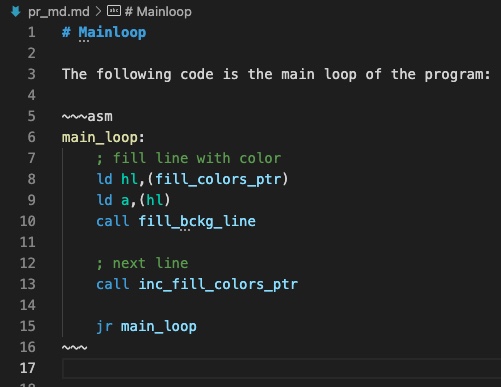 pr_md.md > abc # Mainloop
1 # Mainloop
2
3 The following code is the main loop of the program:
4
5 ~~~asm
6 main_loop:
7     ; fill line with color
8     ld hl,(fill_colors_ptr)
9     ld a,(hl)
10     call fill_bckg_line
11
12     ; next line
13     call inc_fill_colors_ptr
14
15     jr main_loop
16 ~~~
17
18